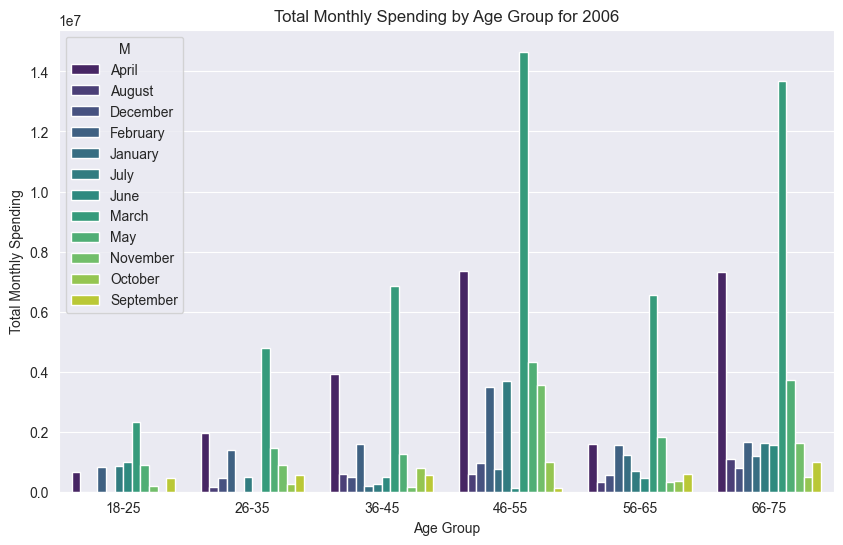 Total Monthly Spending by Age Group for 2006
1e7
M
April
August
December
February
January
July
June
March
May
November
October
September
1.4
1.2
1.0
0.8
0.6
0.4
0.2
0.0
Total Monthly Spending
18-25
26-35
36-45
46-55
56-65
66-75
Age Group